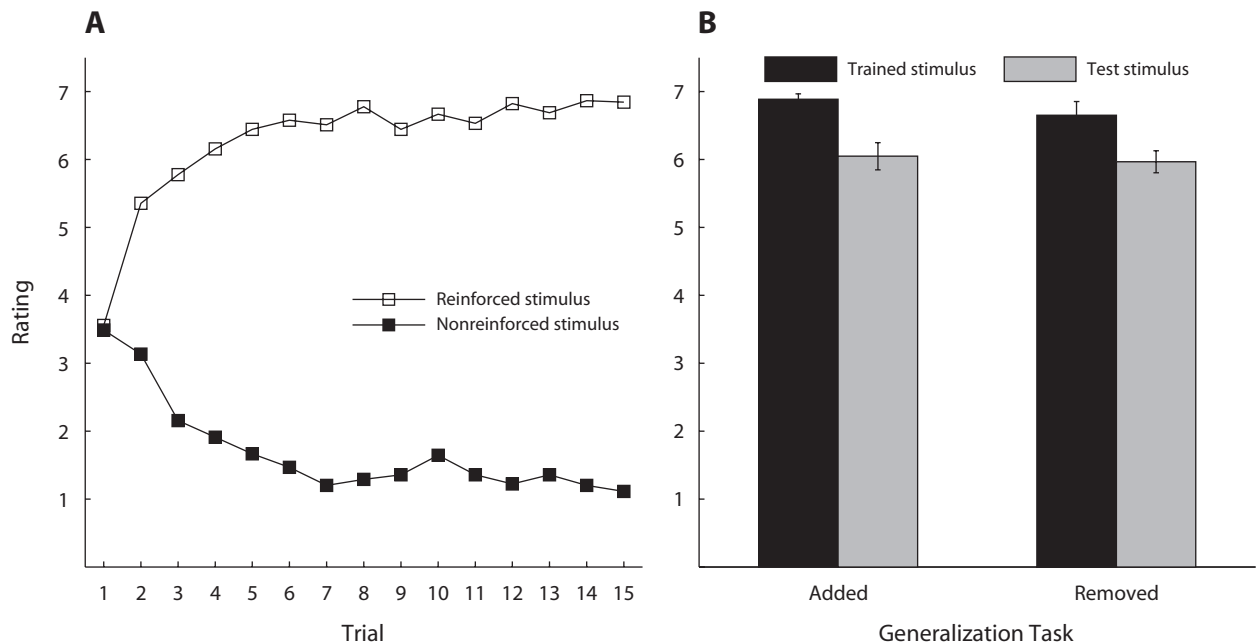 A
7
6
5
4
3
2
1
Rating
Reinforced stimulus
Nonreinforced stimulus
1 2 3 4 5 6 7 8 9 10 11 12 13 14 15
Trial
B
Trained stimulus Test stimulus
7
6
5
4
3
2
1
Added Removed
Generalization Task